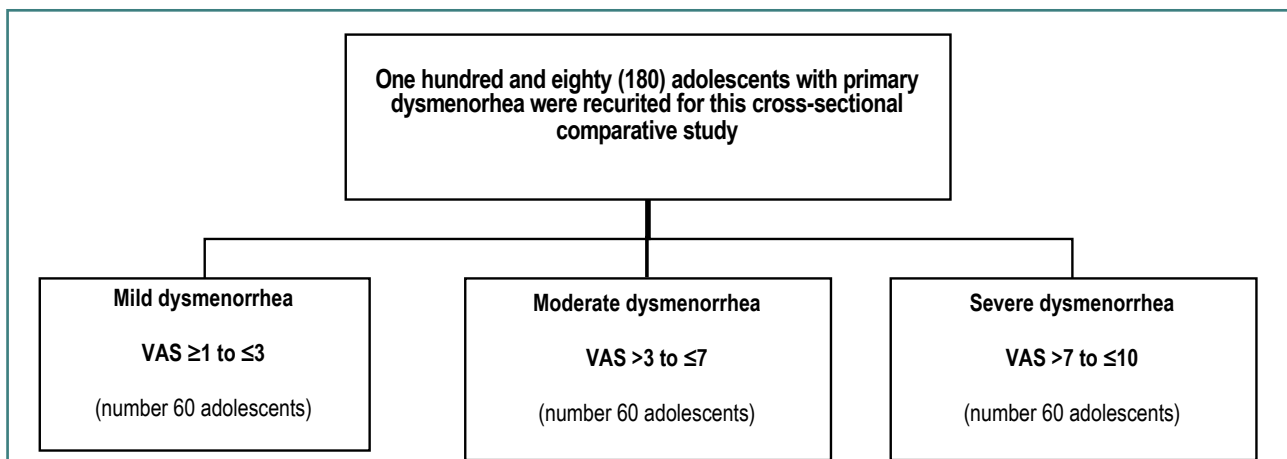 One hundred and eighty (180) adolescents with primary
dysmenorhea were recurited for this cross-sectional
comparative study
Mild dysmenorrhea
VAS ≥1 to ≤3
(number 60 adolescents)
Moderate dysmenorrhea
VAS >3 to ≤7
(number 60 adolescents)
Severe dysmenorrhea
VAS >7 to ≤10
(number 60 adolescents)